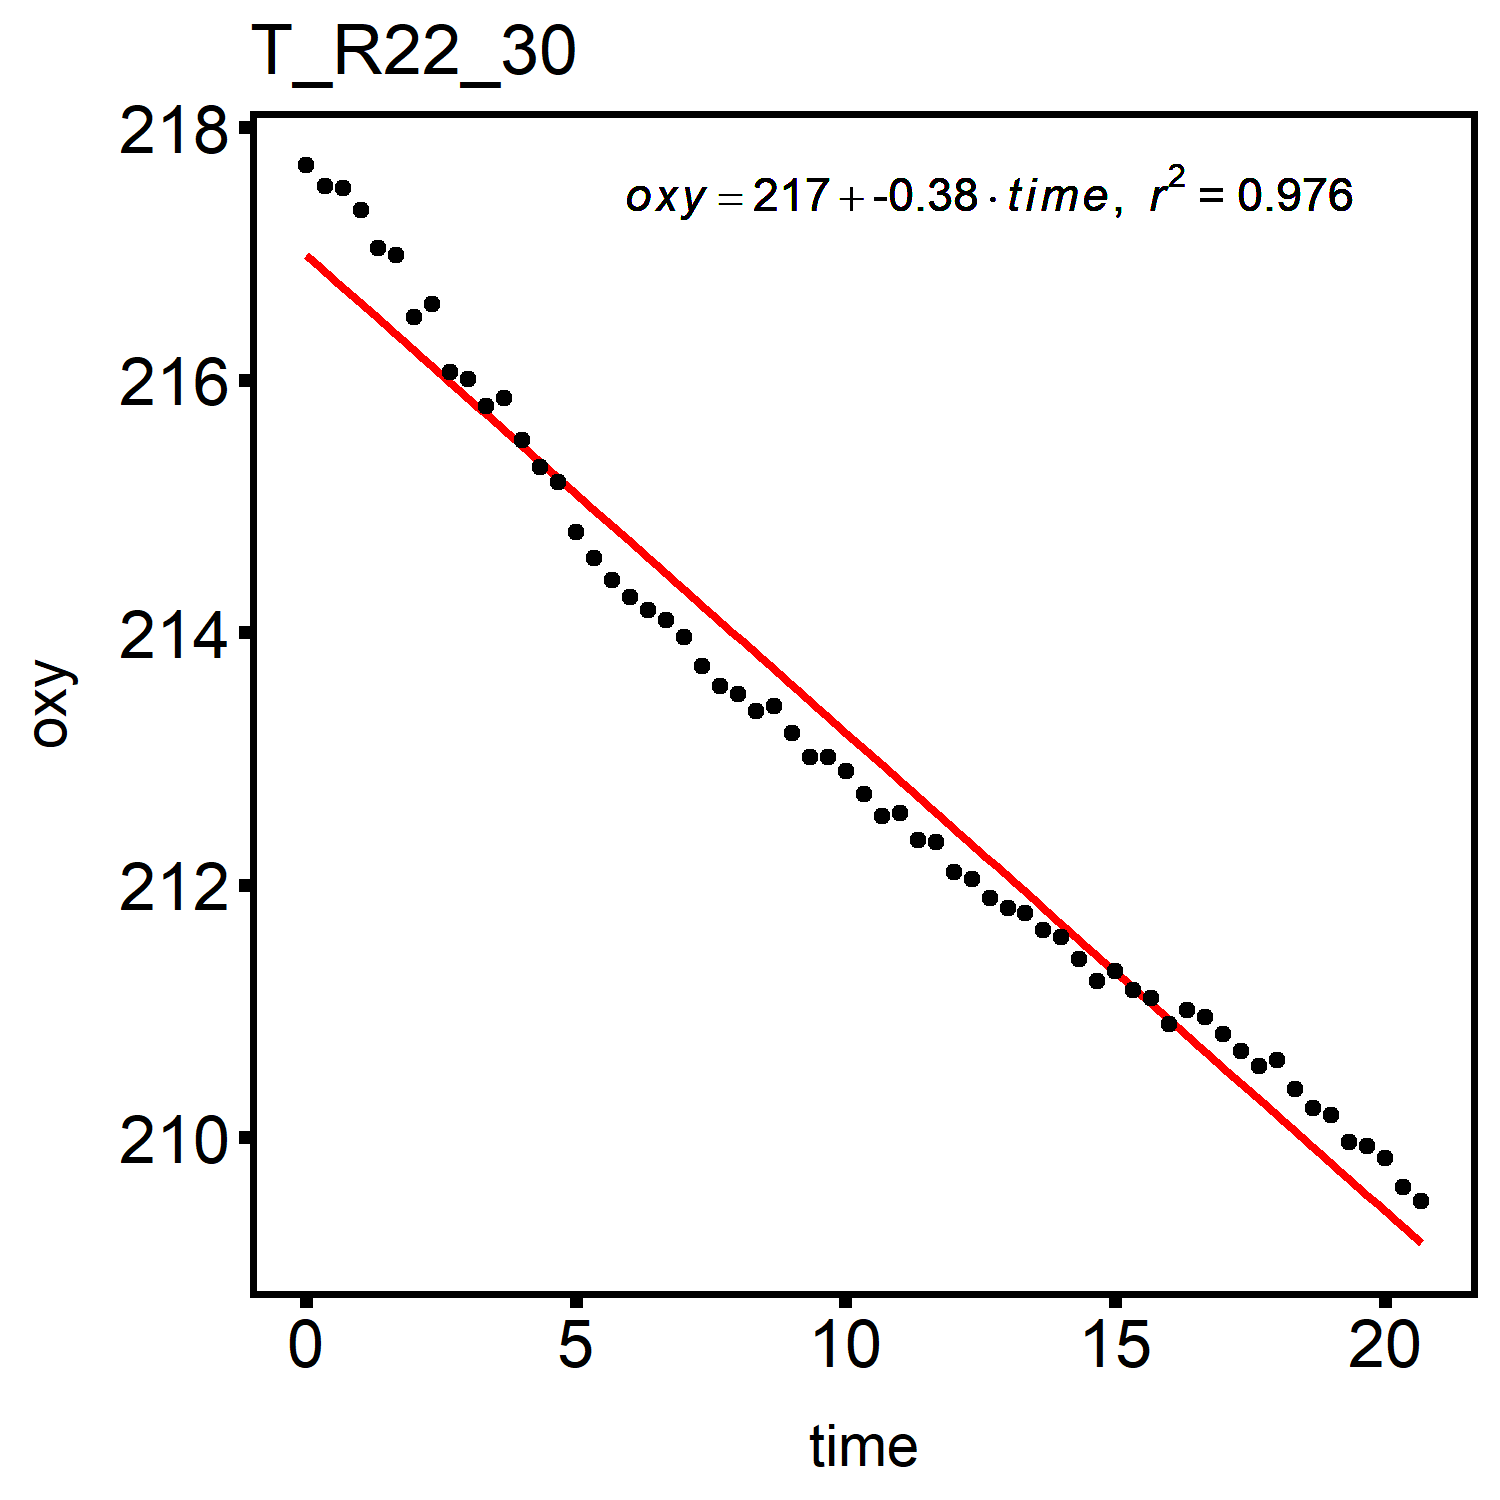 T_R22_30
oxy = 217 + -0.38 · time, r² = 0.976
218
216
214
212
210
oxy
0 5 10 15 20
time